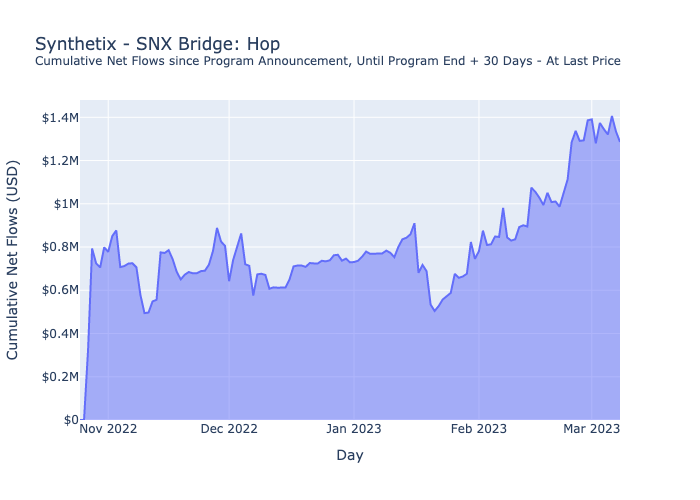 Synthetix - SNX Bridge: Hop
Cumulative Net Flows since Program Announcement, Until Program End + 30 Days - At Last Price
Cumulative Net Flows (USD)
$1.4M
$1.2M
$1M
$0.8M
$0.6M
$0.4M
$0.2M
$0
Nov 2022 Dec 2022 Jan 2023 Feb 2023 Mar 2023
Day